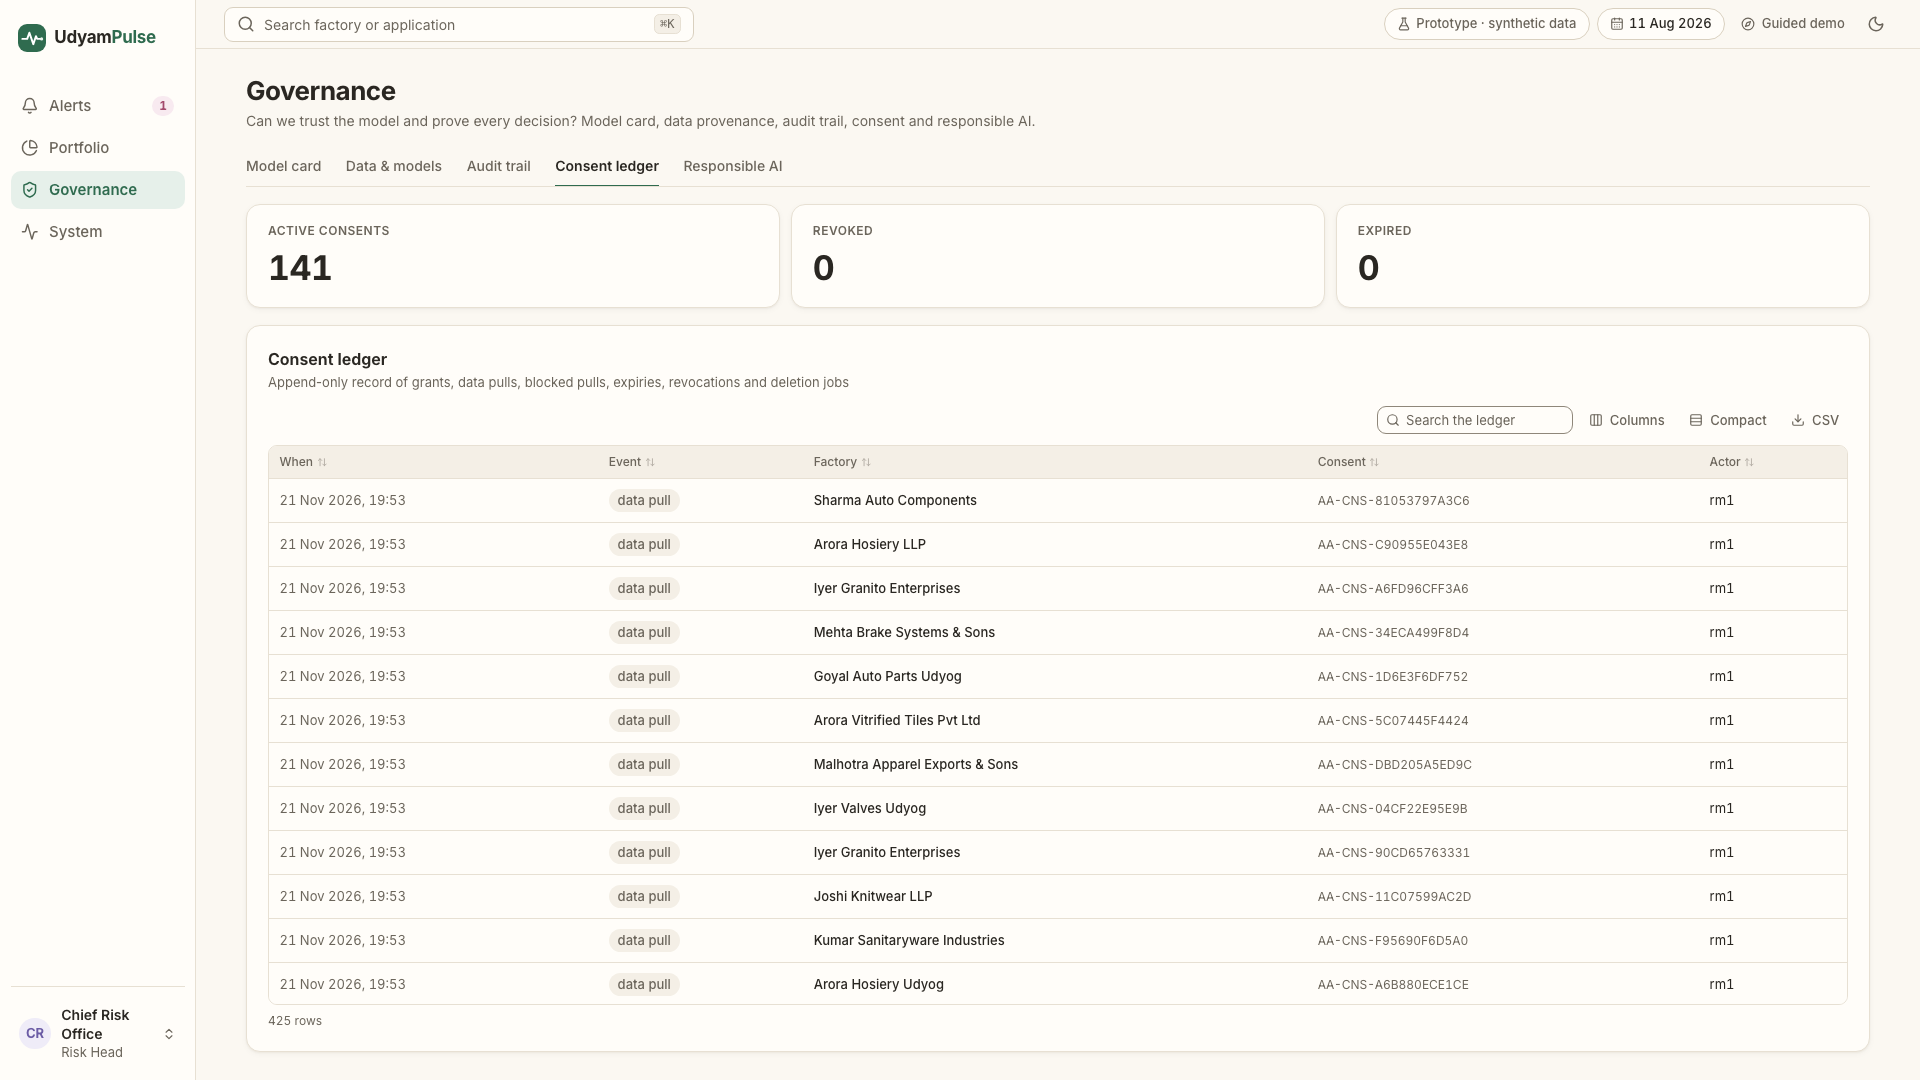 UdyamPulse
Search factory or application
⌘K
Prototype · synthetic data
11 Aug 2026
Guided demo
Alerts
1
Portfolio
Governance
System
Governance
Can we trust the model and prove every decision? Model card, data provenance, audit trail, consent and responsible AI.
Model card
Data & models
Audit trail
Consent ledger
Responsible AI
ACTIVE CONSENTS
141
REVOKED
0
EXPIRED
0
Consent ledger
Append-only record of grants, data pulls, blocked pulls, expiries, revocations and deletion jobs
Search the ledger
Columns
Compact
CSV
When Event Factory Consent Actor
21 Nov 2026, 19:53 data pull Sharma Auto Components AA-CNS-81053797A3C6 rm1
21 Nov 2026, 19:53 data pull Arora Hosiery LLP AA-CNS-C90955E043E8 rm1
21 Nov 2026, 19:53 data pull Iyer Granito Enterprises AA-CNS-A6FD96CFF3A6 rm1
21 Nov 2026, 19:53 data pull Mehta Brake Systems & Sons AA-CNS-34ECA499F8D4 rm1
21 Nov 2026, 19:53 data pull Goyal Auto Parts Udyog AA-CNS-1D6E3F6DF752 rm1
21 Nov 2026, 19:53 data pull Arora Vitrified Tiles Pvt Ltd AA-CNS-5C07445F4424 rm1
21 Nov 2026, 19:53 data pull Malhotra Apparel Exports & Sons AA-CNS-DBD205A5ED9C rm1
21 Nov 2026, 19:53 data pull Iyer Valves Udyog AA-CNS-04CF22E95E9B rm1
21 Nov 2026, 19:53 data pull Iyer Granito Enterprises AA-CNS-90CD65763331 rm1
21 Nov 2026, 19:53 data pull Joshi Knitwear LLP AA-CNS-11C07599AC2D rm1
21 Nov 2026, 19:53 data pull Kumar Sanitaryware Industries AA-CNS-F95690F6D5A0 rm1
21 Nov 2026, 19:53 data pull Arora Hosiery Udyog AA-CNS-A6B880ECE1CE rm1
425 rows
CR
Chief Risk
Office
Risk Head